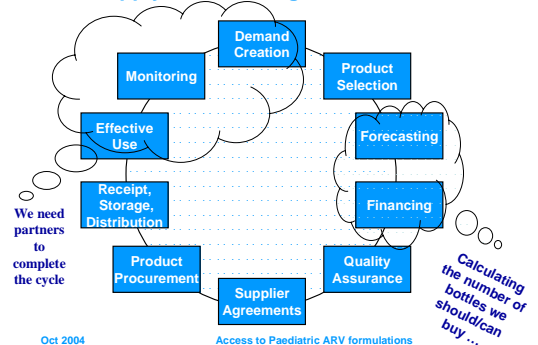 Demand
Creation
Monitoring
Product
Selection
Effective
Use
Forecasting
Receipt,
Storage,
Distribution
Financing
We need
partners
to
complete
the cycle
Product
Procurement
Quality
Assurance
Supplier
Agreements
Calculating
the number of
bottles we
should/can
buy ...
Oct 2004
Access to Paediatric ARV formulations